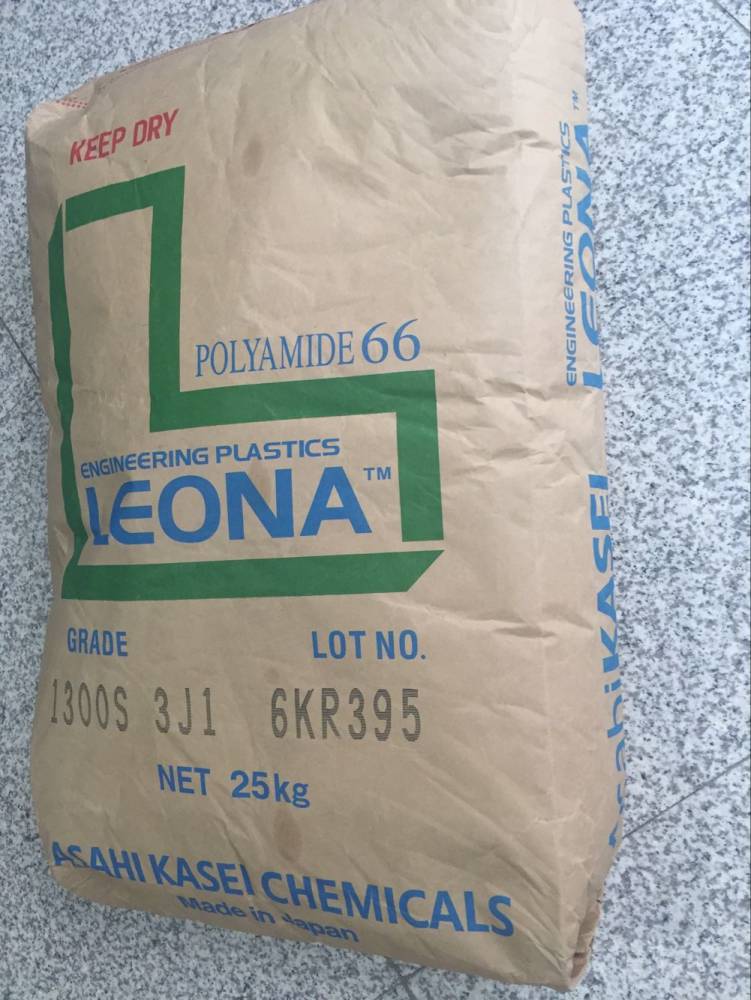 KEEP DRY
POLYAMIDE 66
ENGINEERING PLASTICS
LEONA™
GRADE LOT NO.
1300S 3J1 6KR395
NET 25kg
ASAHI KASEI CHEMICALS
Made in Japan
ENGINEERING PLASTICS
LEONA™
AsahiKASEI